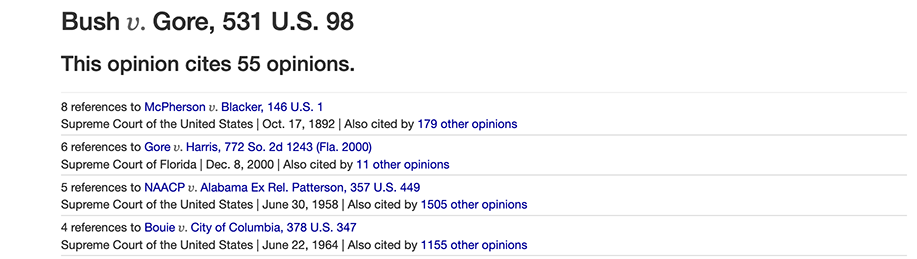 Bush v. Gore, 531 U.S. 98
This opinion cites 55 opinions.
8 references to McPherson v. Blacker, 146 U.S. 1
Supreme Court of the United States | Oct. 17, 1892 | Also cited by 179 other opinions
6 references to Gore v. Harris, 772 So. 2d 1243 (Fla. 2000)
Supreme Court of Florida | Dec. 8, 2000 | Also cited by 11 other opinions
5 references to NAACP v. Alabama Ex Rel. Patterson, 357 U.S. 449
Supreme Court of the United States | June 30, 1958 | Also cited by 1505 other opinions
4 references to Bouie v. City of Columbia, 378 U.S. 347
Supreme Court of the United States | June 22, 1964 | Also cited by 1155 other opinions